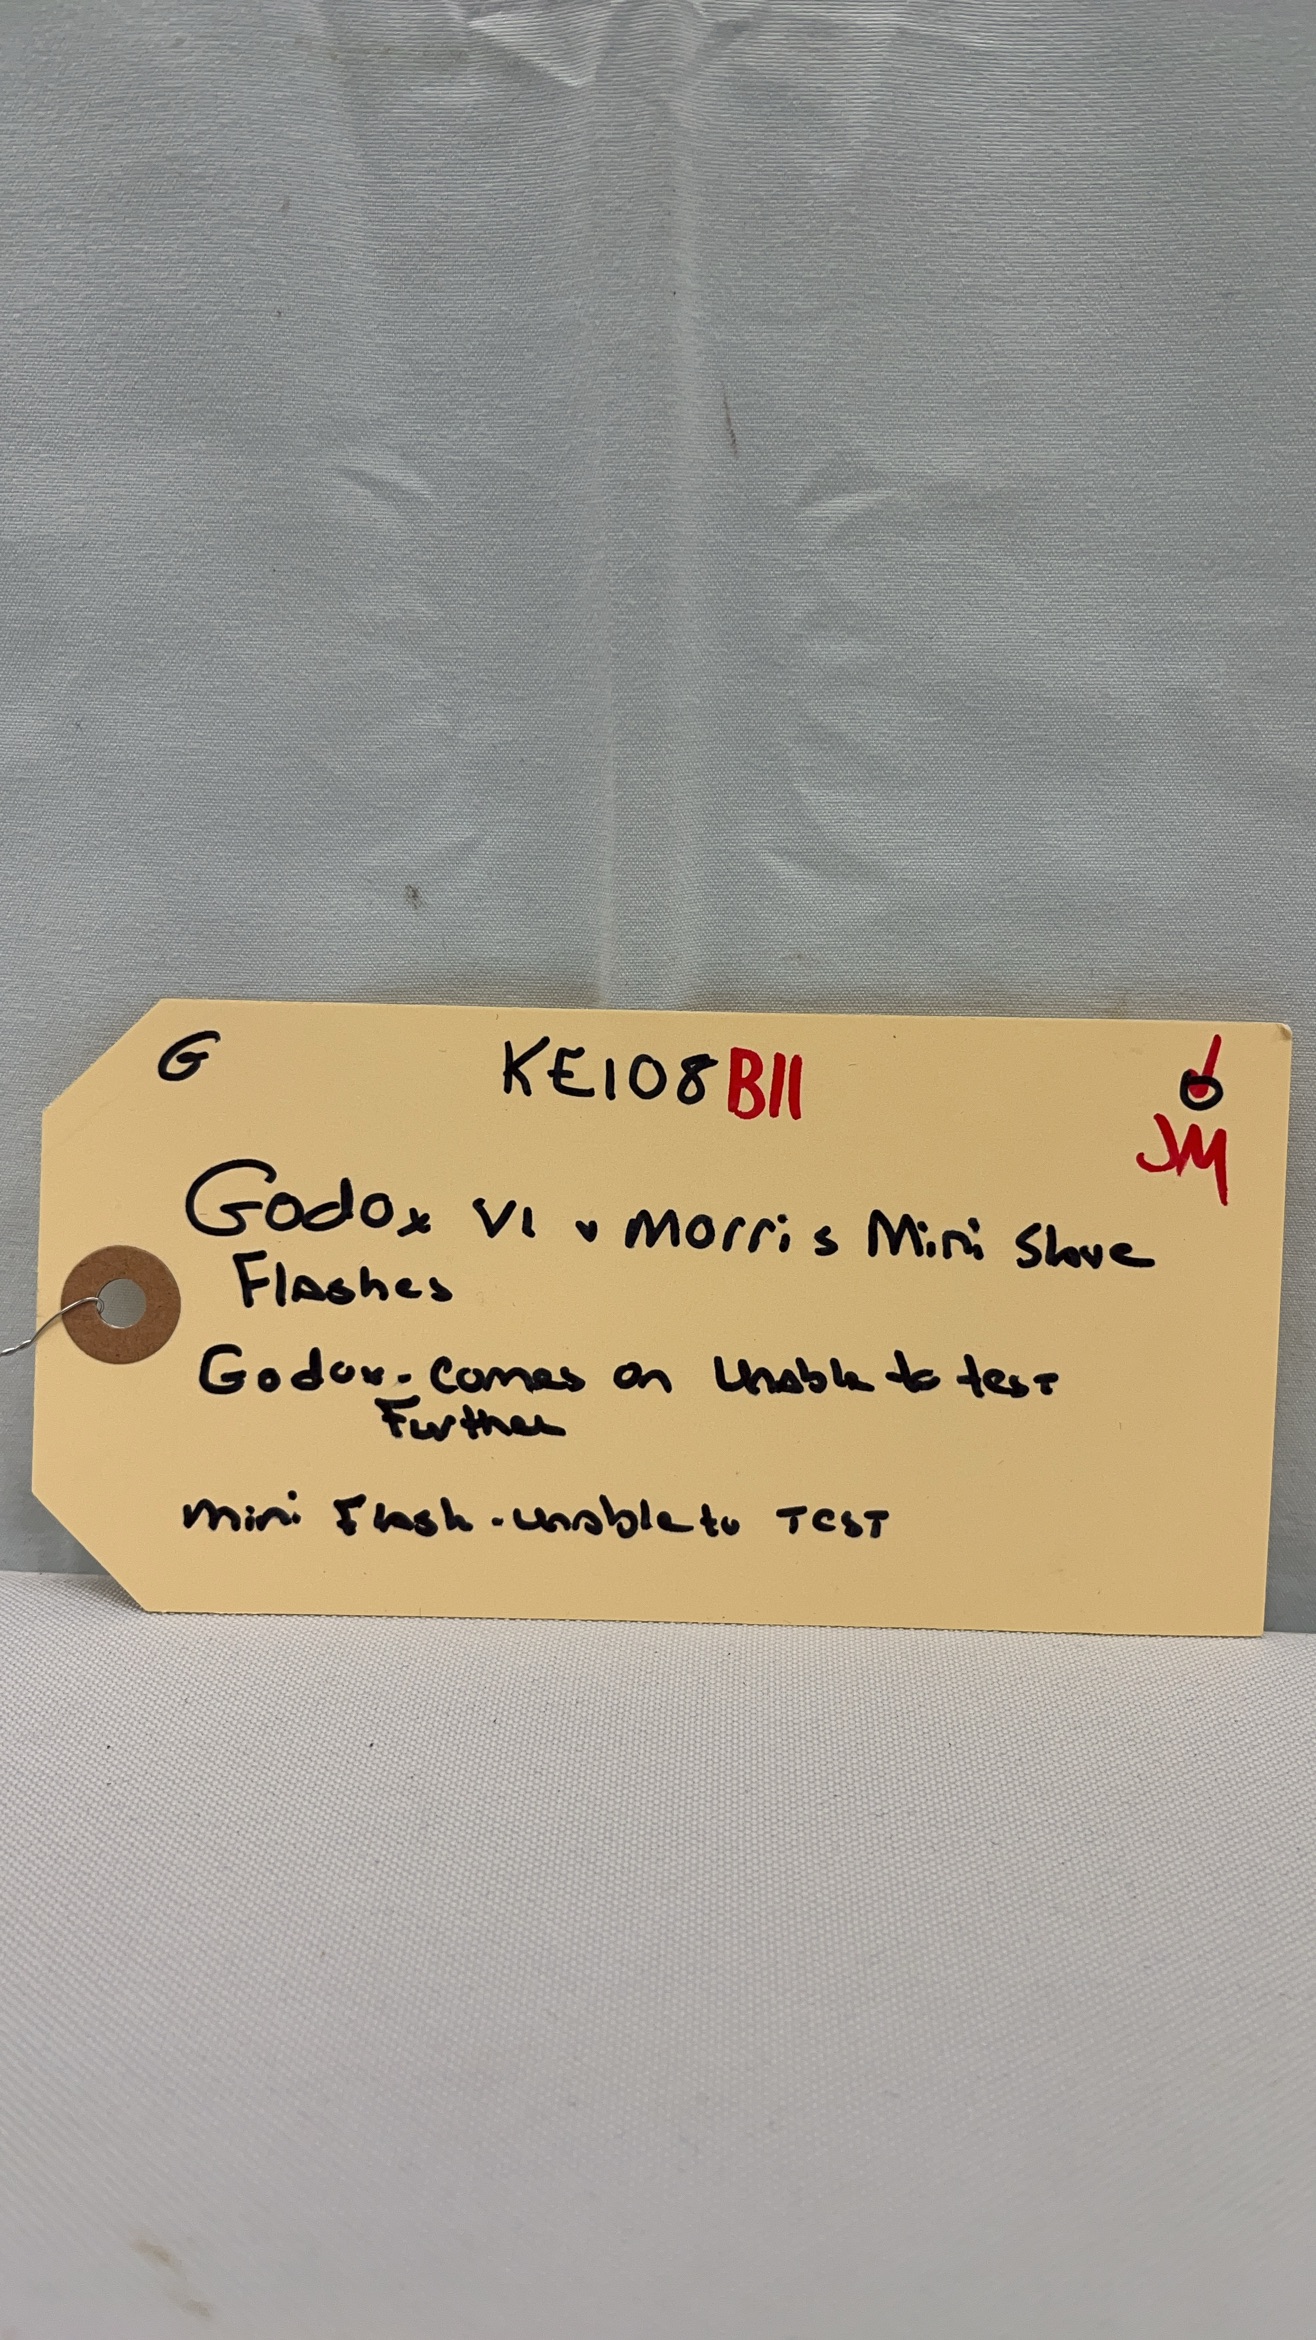 G KE108B11
JM
Godox V1 & Morris Mini Slave
Flashes
Godox - Comes on Unable to test
Further
Mini Flash - unable to TEST